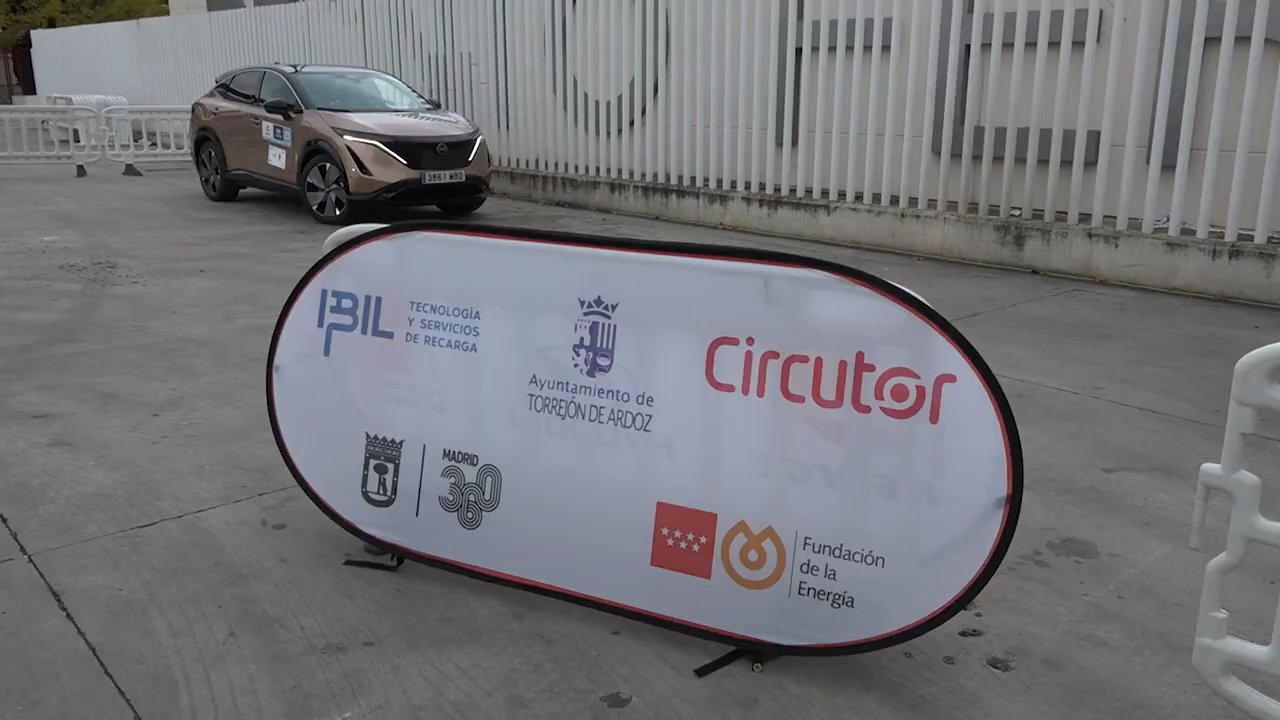 3861 MBD
IBIL
TECNOLOGÍA
Y SERVICIOS
DE RECARGA
Ayuntamiento de
TORREJÓN DE ARDOZ
Circutor
MADRID
360
Fundación
de la
Energía